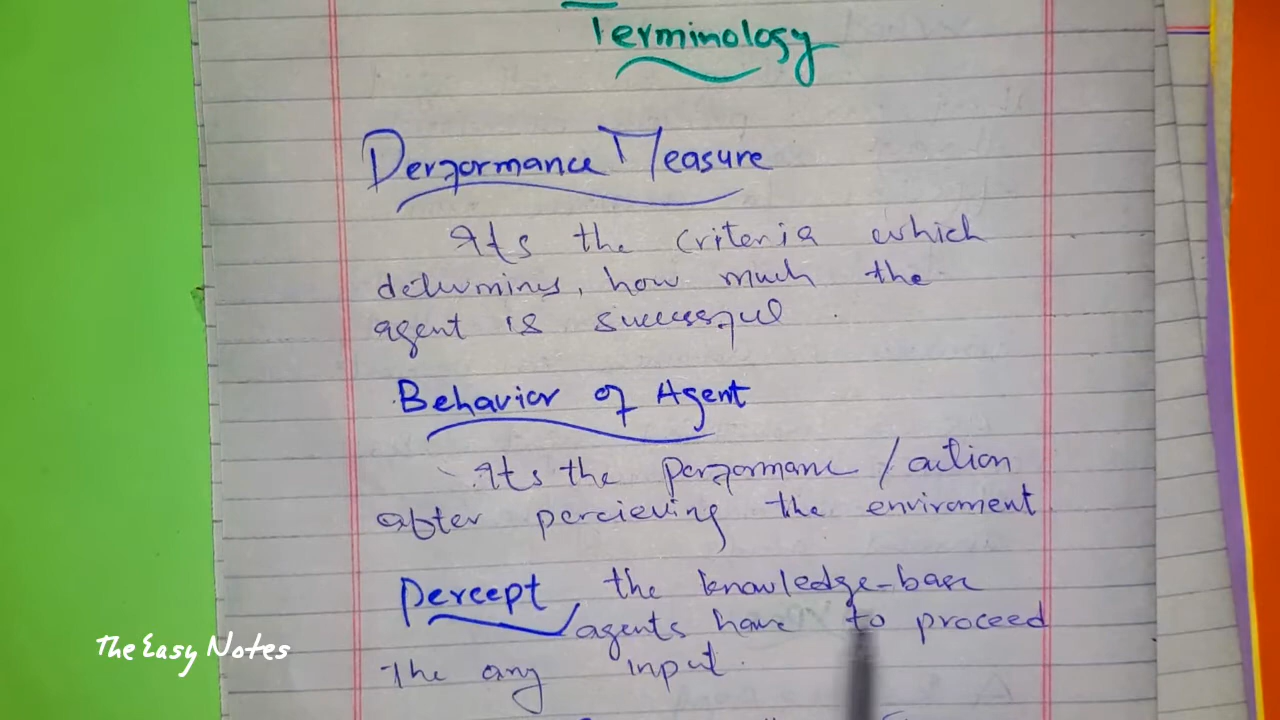 Terminology
Performance Measure
Its the criteria which
determines, how much the
agent is successful.
Behavior of Agent
Its the performance / action
after percieving the enviroment
Percept, the knowledge-base
agents have to proceed
The any input.
The Easy Notes